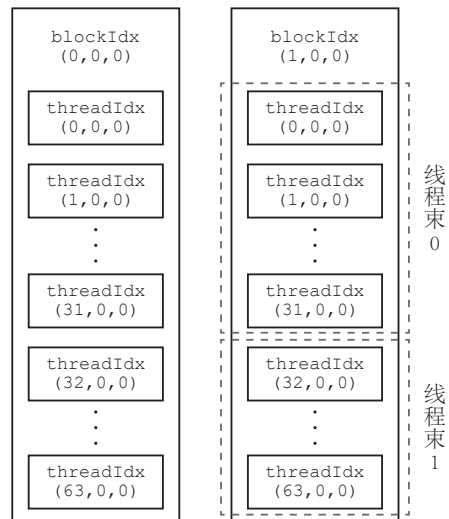 blockIdx
(0,0,0)
threadIdx
(0,0,0)
threadIdx
(1,0,0)
threadIdx
(31,0,0)
threadIdx
(32,0,0)
threadIdx
(63,0,0)
blockIdx
(1,0,0)
threadIdx
(0,0,0)
threadIdx
(1,0,0)
threadIdx
(31,0,0)
threadIdx
(32,0,0)
threadIdx
(63,0,0)
线程束0
线程束1